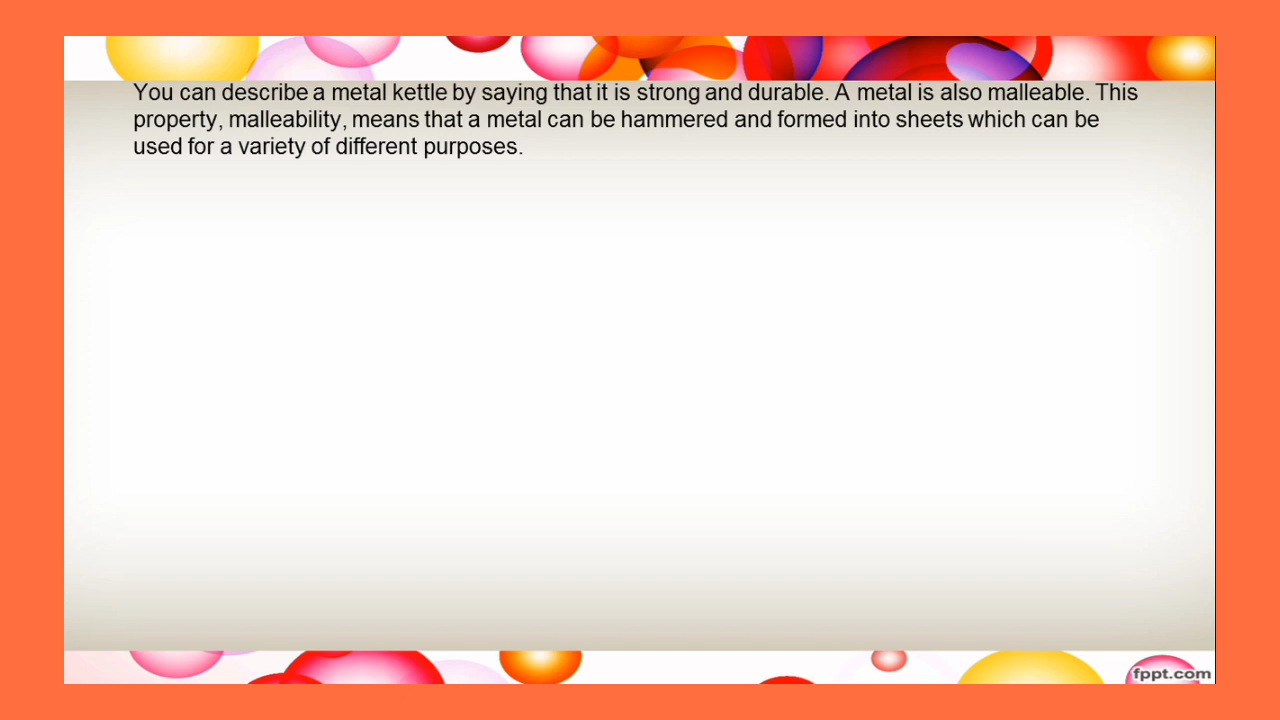 You can describe a metal kettle by saying that it is strong and durable. A metal is also malleable. This
property, malleability, means that a metal can be hammered and formed into sheets which can be
used for a variety of different purposes.
fppt.com